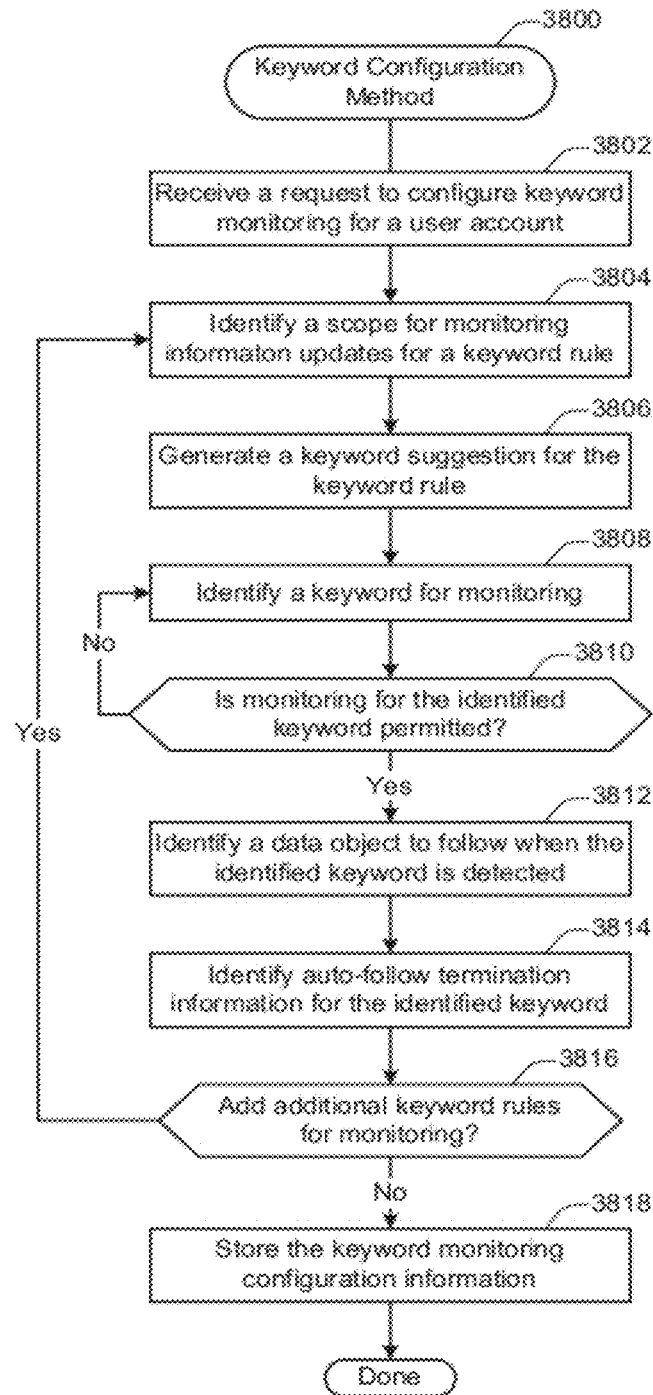 3800
Keyword Configuration
Method
3802
Receive a request to configure keyword
monitoring for a user account
3804
Identify a scope for monitoring
informaton updates for a keyword rule
3806
Generate a keyword suggestion for the
keyword rule
3808
Identify a keyword for monitoring
No
3810
Is monitoring for the identified
keyword permitted?
Yes
Yes
3812
Identify a data object to follow when the
identified keyword is detected
3814
Identify auto-follow termination
information for the identified keyword
3816
Add additional keyword rules
for monitoring?
No
3818
Store the keyword monitoring
configuration information
Done